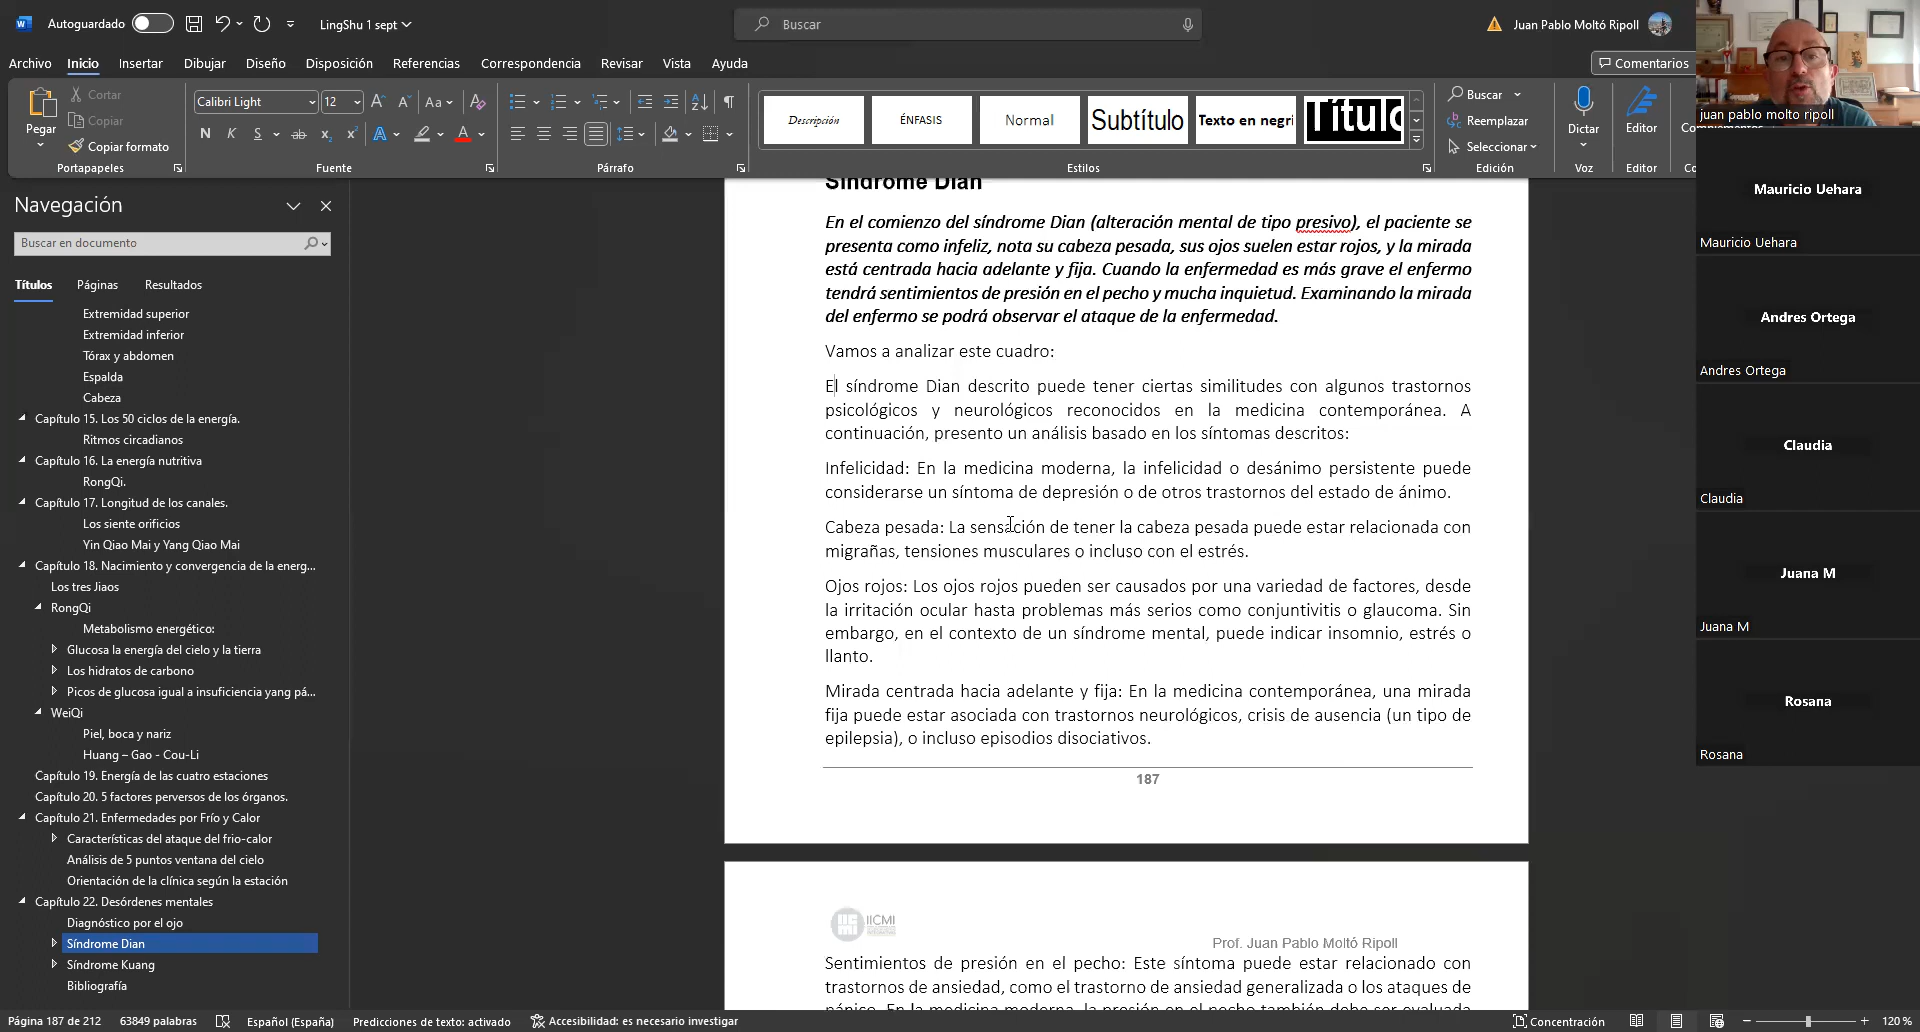 Autoguardado
LingShu 1 sept
Buscar
Juan Pablo Moltó Ripoll
Archivo Inicio Insertar Dibujar Diseño Disposición Referencias Correspondencia Revisar Vista Ayuda
Comentarios
Pegar
Cortar
Copiar
Copiar formato
Portapapeles
Calibri Light 12
Aa
N K S ab x₂ x² A A
Fuente
Párrafo
Descripción
ÉNFASIS
Normal
Subtítulo
Texto en negri
Título
Estilos
Buscar
Reemplazar
Seleccionar
Edición
Dictar
Voz
Editor
Editor
juan pablo molto ripoll
Mauricio Uehara
Mauricio Uehara
Andres Ortega
Andres Ortega
Claudia
Claudia
Juana M
Juana M
Rosana
Rosana
Navegación
Buscar en documento
Títulos Páginas Resultados
Extremidad superior
Extremidad inferior
Tórax y abdomen
Espalda
Cabeza
Capítulo 15. Los 50 ciclos de la energía.
Ritmos circadianos
Capítulo 16. La energía nutritiva
RongQi.
Capítulo 17. Longitud de los canales.
Los siente orificios
Yin Qiao Mai y Yang Qiao Mai
Capítulo 18. Nacimiento y convergencia de la energ...
Los tres Jiaos
RongQi
Metabolismo energético:
Glucosa la energía del cielo y la tierra
Los hidratos de carbono
Picos de glucosa igual a insuficiencia yang pá...
WeiQi
Piel, boca y nariz
Huang – Gao - Cou-Li
Capítulo 19. Energía de las cuatro estaciones
Capítulo 20. 5 factores perversos de los órganos.
Capítulo 21. Enfermedades por Frío y Calor
Características del ataque del frio-calor
Análisis de 5 puntos ventana del cielo
Orientación de la clínica según la estación
Capítulo 22. Desórdenes mentales
Diagnóstico por el ojo
Síndrome Dian
Síndrome Kuang
Bibliografía
Síndrome Dian
En el comienzo del síndrome Dian (alteración mental de tipo presivo), el paciente se
presenta como infeliz, nota su cabeza pesada, sus ojos suelen estar rojos, y la mirada
está centrada hacia adelante y fija. Cuando la enfermedad es más grave el enfermo
tendrá sentimientos de presión en el pecho y mucha inquietud. Examinando la mirada
del enfermo se podrá observar el ataque de la enfermedad.
Vamos a analizar este cuadro:
El síndrome Dian descrito puede tener ciertas similitudes con algunos trastornos
psicológicos y neurológicos reconocidos en la medicina contemporánea. A
continuación, presento un análisis basado en los síntomas descritos:
Infelicidad: En la medicina moderna, la infelicidad o desánimo persistente puede
considerarse un síntoma de depresión o de otros trastornos del estado de ánimo.
Cabeza pesada: La sensación de tener la cabeza pesada puede estar relacionada con
migrañas, tensiones musculares o incluso con el estrés.
Ojos rojos: Los ojos rojos pueden ser causados por una variedad de factores, desde
la irritación ocular hasta problemas más serios como conjuntivitis o glaucoma. Sin
embargo, en el contexto de un síndrome mental, puede indicar insomnio, estrés o
llanto.
Mirada centrada hacia adelante y fija: En la medicina contemporánea, una mirada
fija puede estar asociada con trastornos neurológicos, crisis de ausencia (un tipo de
epilepsia), o incluso episodios disociativos.
187
IICMI
Prof. Juan Pablo Moltó Ripoll
Sentimientos de presión en el pecho: Este síntoma puede estar relacionado con
trastornos de ansiedad, como el trastorno de ansiedad generalizada o los ataques de
pánico. En la medicina moderna, la presión en el pecho también debe ser evaluada
Página 187 de 212 63849 palabras Español (España) Predicciones de texto: activado Accesibilidad: es necesario investigar
Concentración
120 %